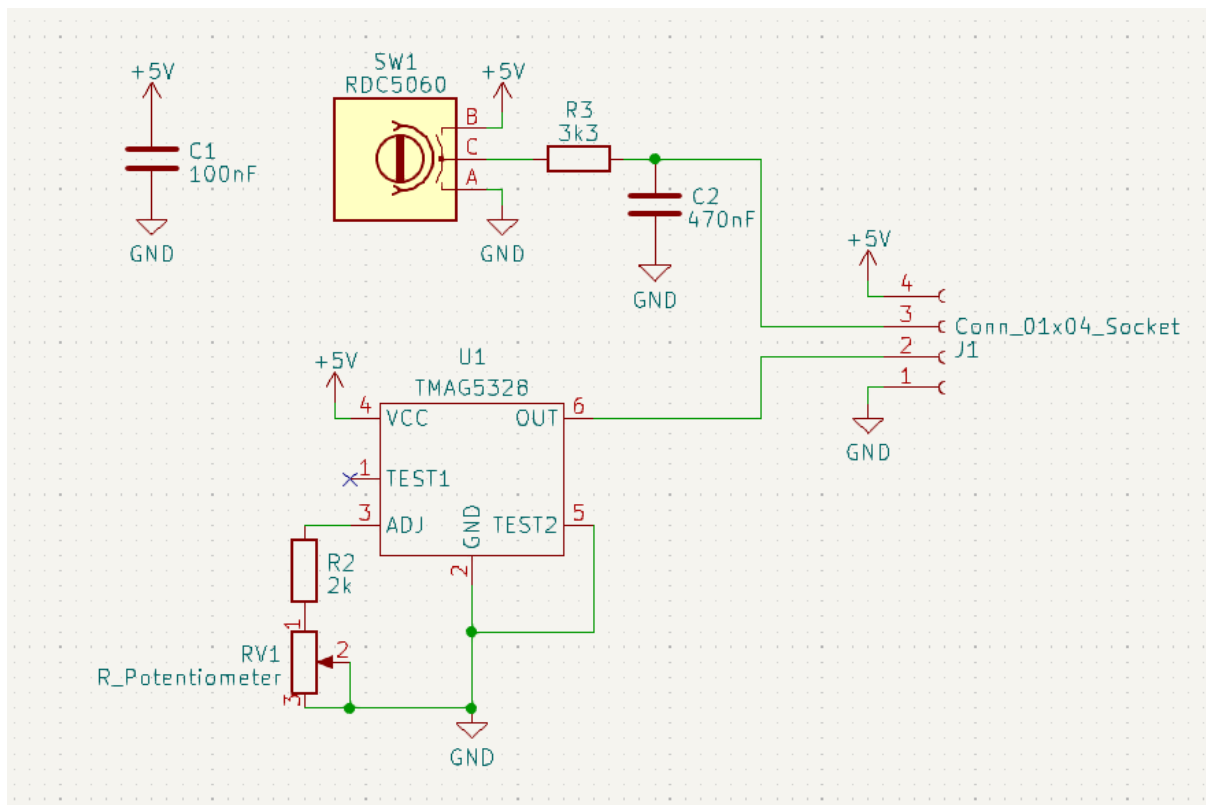 +5V
C1
100nF
GND
SW1
RDC5060
B
C
A
+5V
GND
R3
3k3
C2
470nF
GND
+5V
4
3
2
1
Conn_01x04_Socket
J1
GND
+5V
U1
TMAG5328
4
VCC
OUT
6
1
TEST1
3
ADJ
GND
TEST2
5
2
R2
2k
1
RV1
2
R_Potentiometer
3
GND